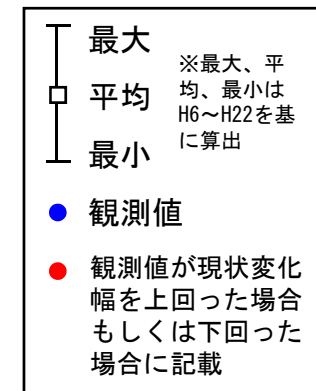 最大
※最大、平
均、最小は
H6～H22を基
に算出
平均
最小
観測値
観測値が現状変化
幅を上回った場合
もしくは下回った
場合に記載